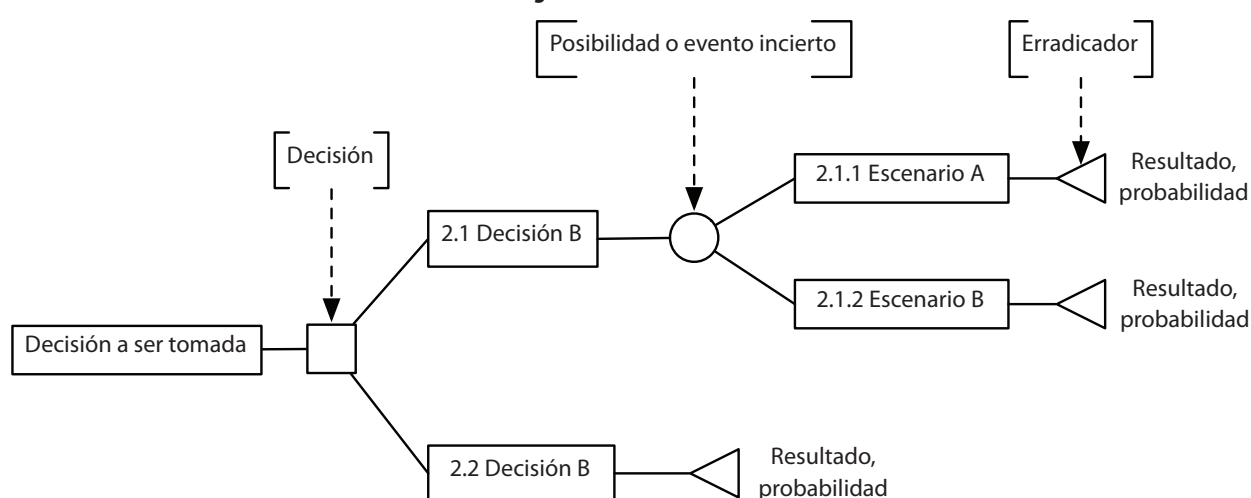 Posibilidad o evento incierto
Erradicador
Decisión
2.1.1 Escenario A
Resultado,
probabilidad
2.1 Decisión B
2.1.2 Escenario B
Resultado,
probabilidad
Decisión a ser tomada
2.2 Decisión B
Resultado,
probabilidad